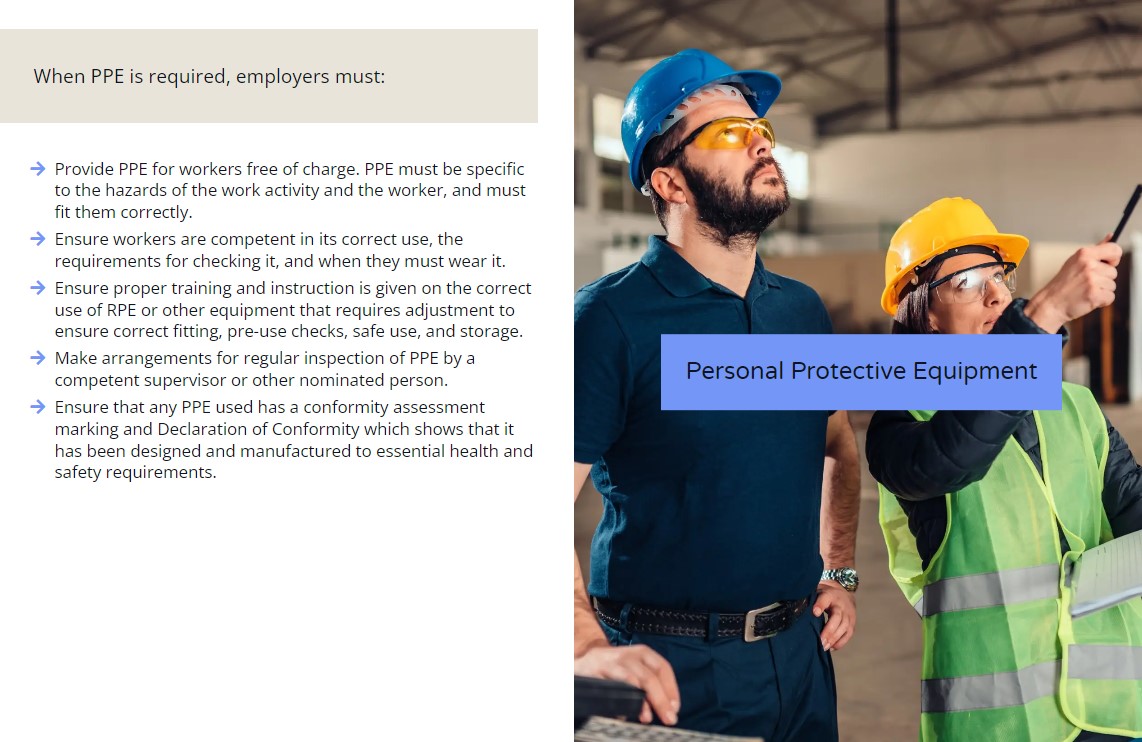 When PPE is required, employers must:
Provide PPE for workers free of charge. PPE must be specific
to the hazards of the work activity and the worker, and must
fit them correctly.
Ensure workers are competent in its correct use, the
requirements for checking it, and when they must wear it.
Ensure proper training and instruction is given on the correct
use of RPE or other equipment that requires adjustment to
ensure correct fitting, pre-use checks, safe use, and storage.
Make arrangements for regular inspection of PPE by a
competent supervisor or other nominated person.
Ensure that any PPE used has a conformity assessment
marking and Declaration of Conformity which shows that it
has been designed and manufactured to essential health and
safety requirements.
Personal Protective Equipment